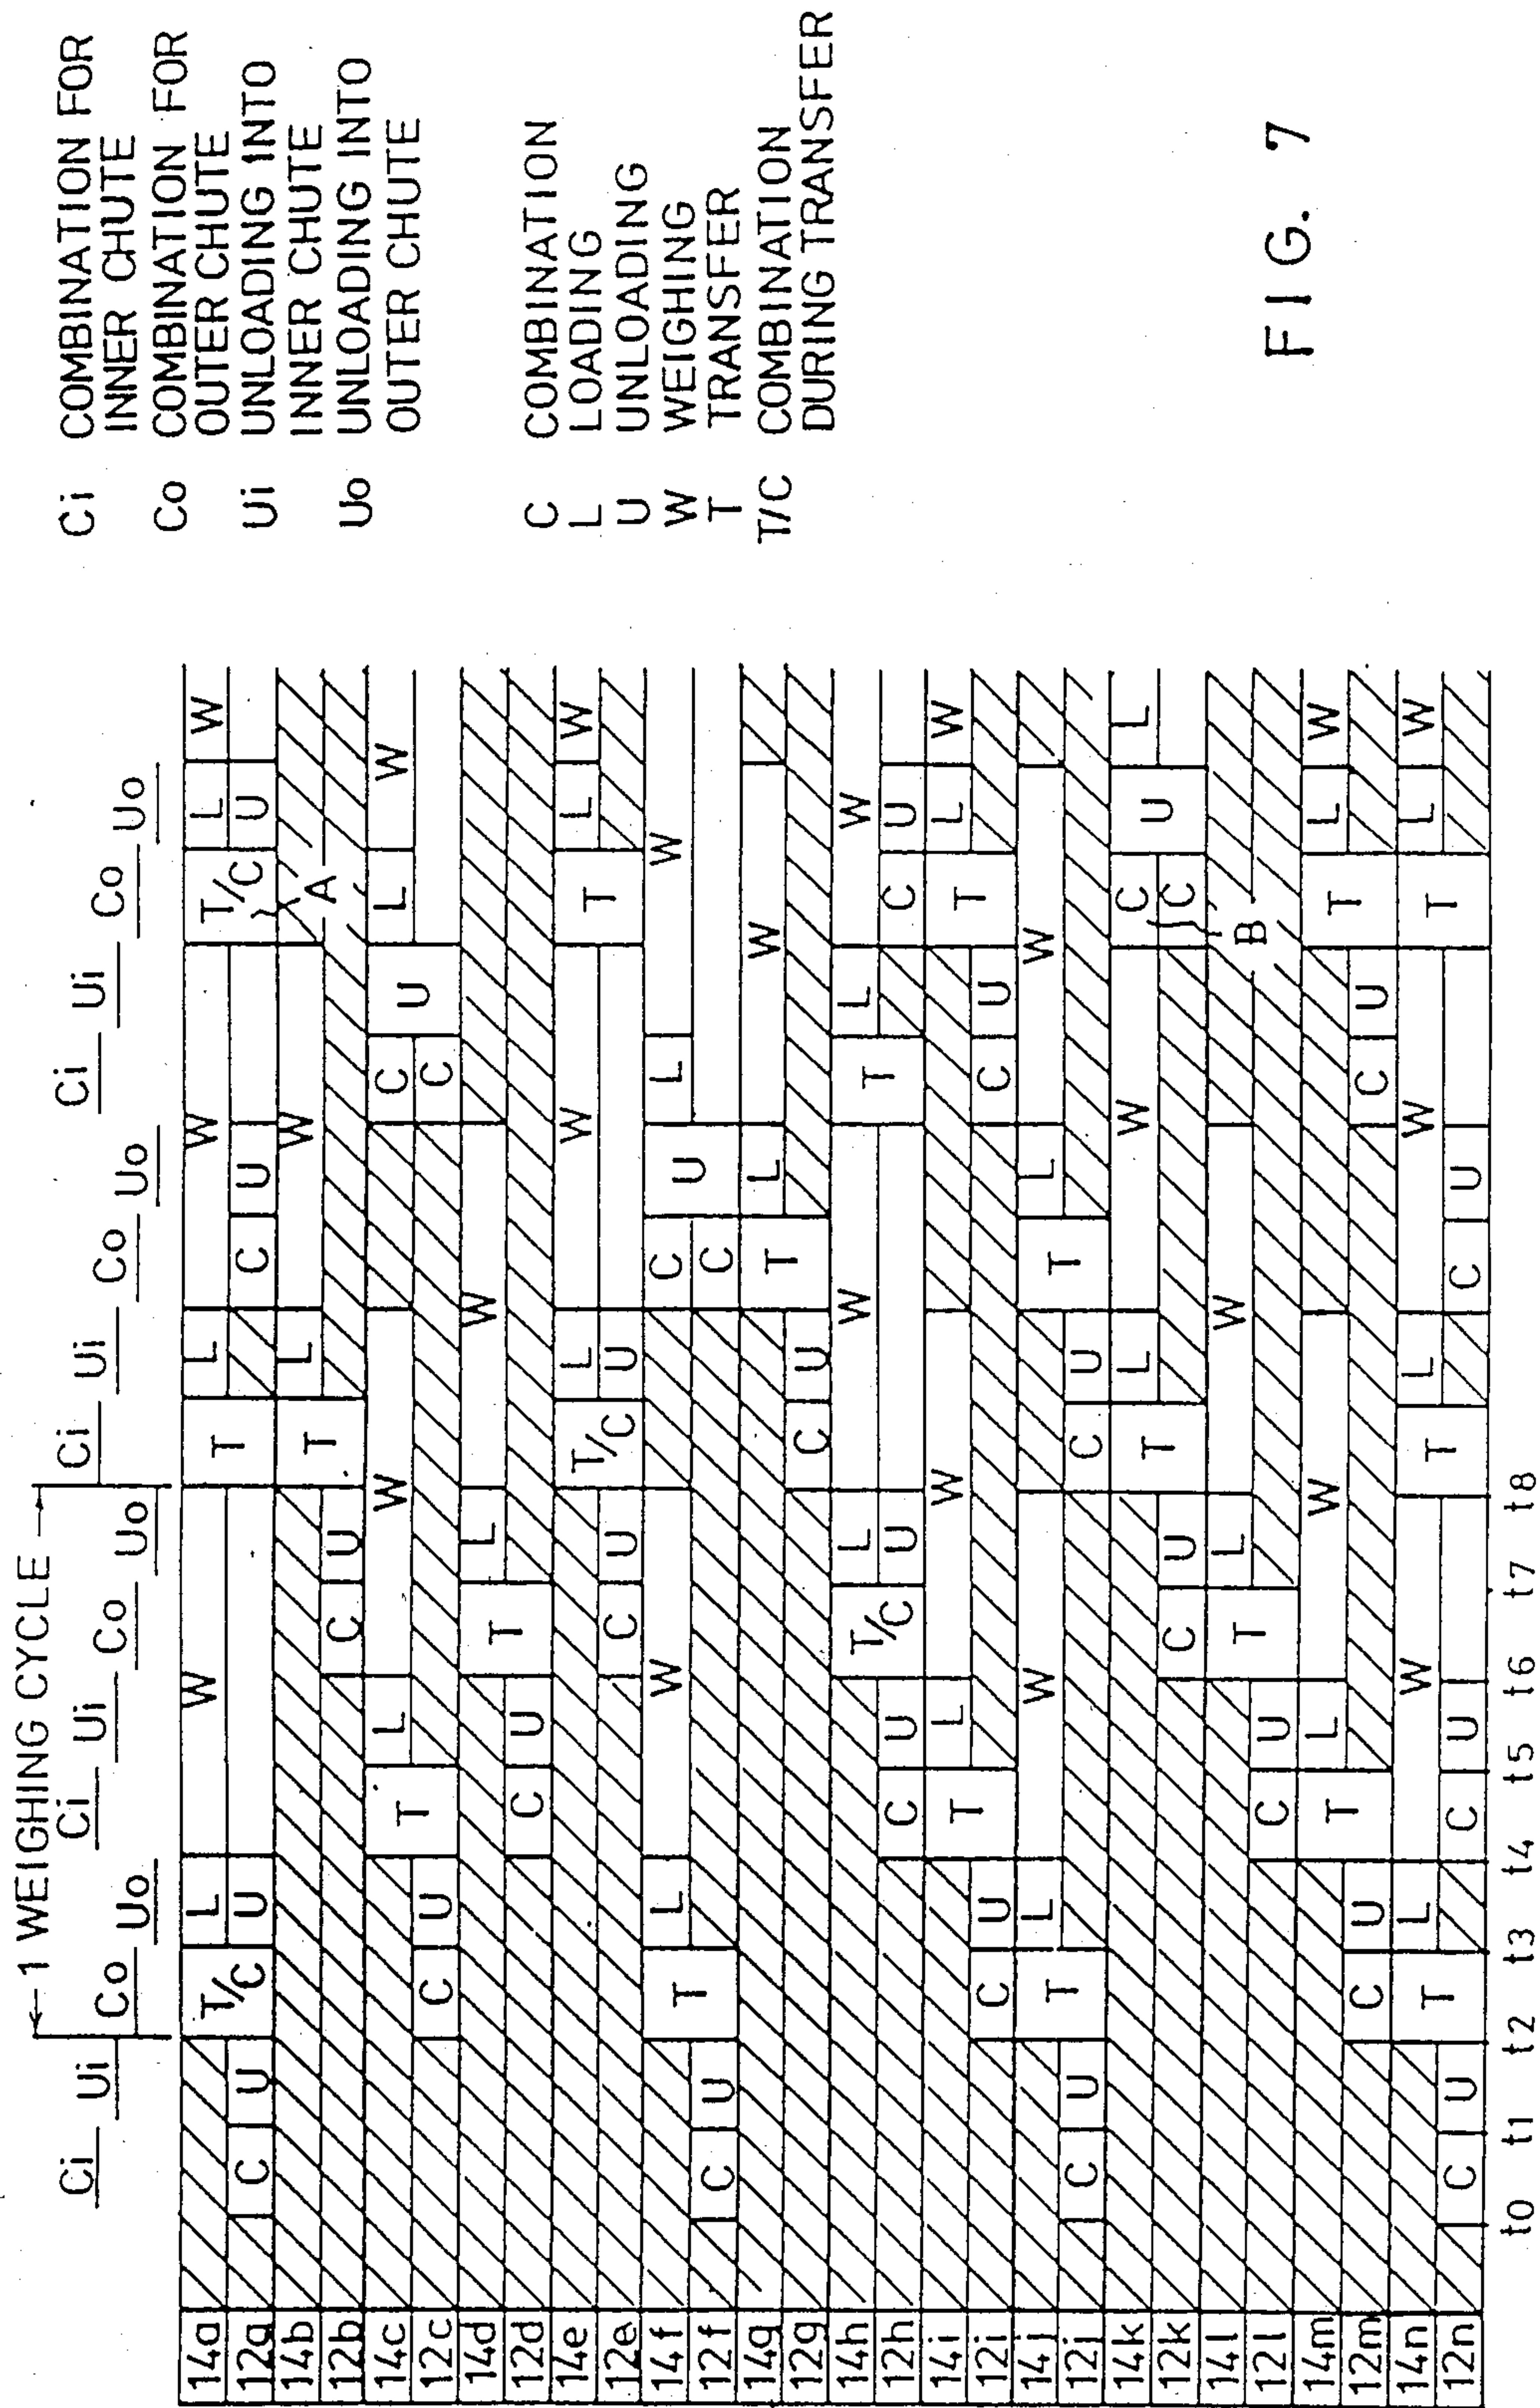 1 WEIGHING CYCLE
Ci Ui Co Uo Ci Ui Co Uo Ci Ui Co Uo Ci Ui Co Uo
14a T/C L W T L W T/C L W
12a C U U C U U
14b T L W
12b C U A
14c T L W C U L W
12c C U C
14d T L W
12d C U
14e T/C L W T L W
12e C U U
14f T L W C U L W
12f C U C
14g T L W
12g C U
14h T/C L W T L W
12h C U U C U
14i T L W T L W
12i C U C U
14j T L W T L W
12j C U C U
14k T L W C U L
12k C U C
14l T L W B
12l C U
14m T L W T L W
12m C U C U
14n T L W T L W T L W
12n C U C U C U
t0 t1 t2 t3 t4 t5 t6 t7 t8
Ci COMBINATION FOR
INNER CHUTE
Co COMBINATION FOR
OUTER CHUTE
Ui UNLOADING INTO
INNER CHUTE
Uo UNLOADING INTO
OUTER CHUTE
C COMBINATION
L LOADING
U UNLOADING
W WEIGHING
T TRANSFER
T/C COMBINATION
DURING TRANSFER
FIG. 7